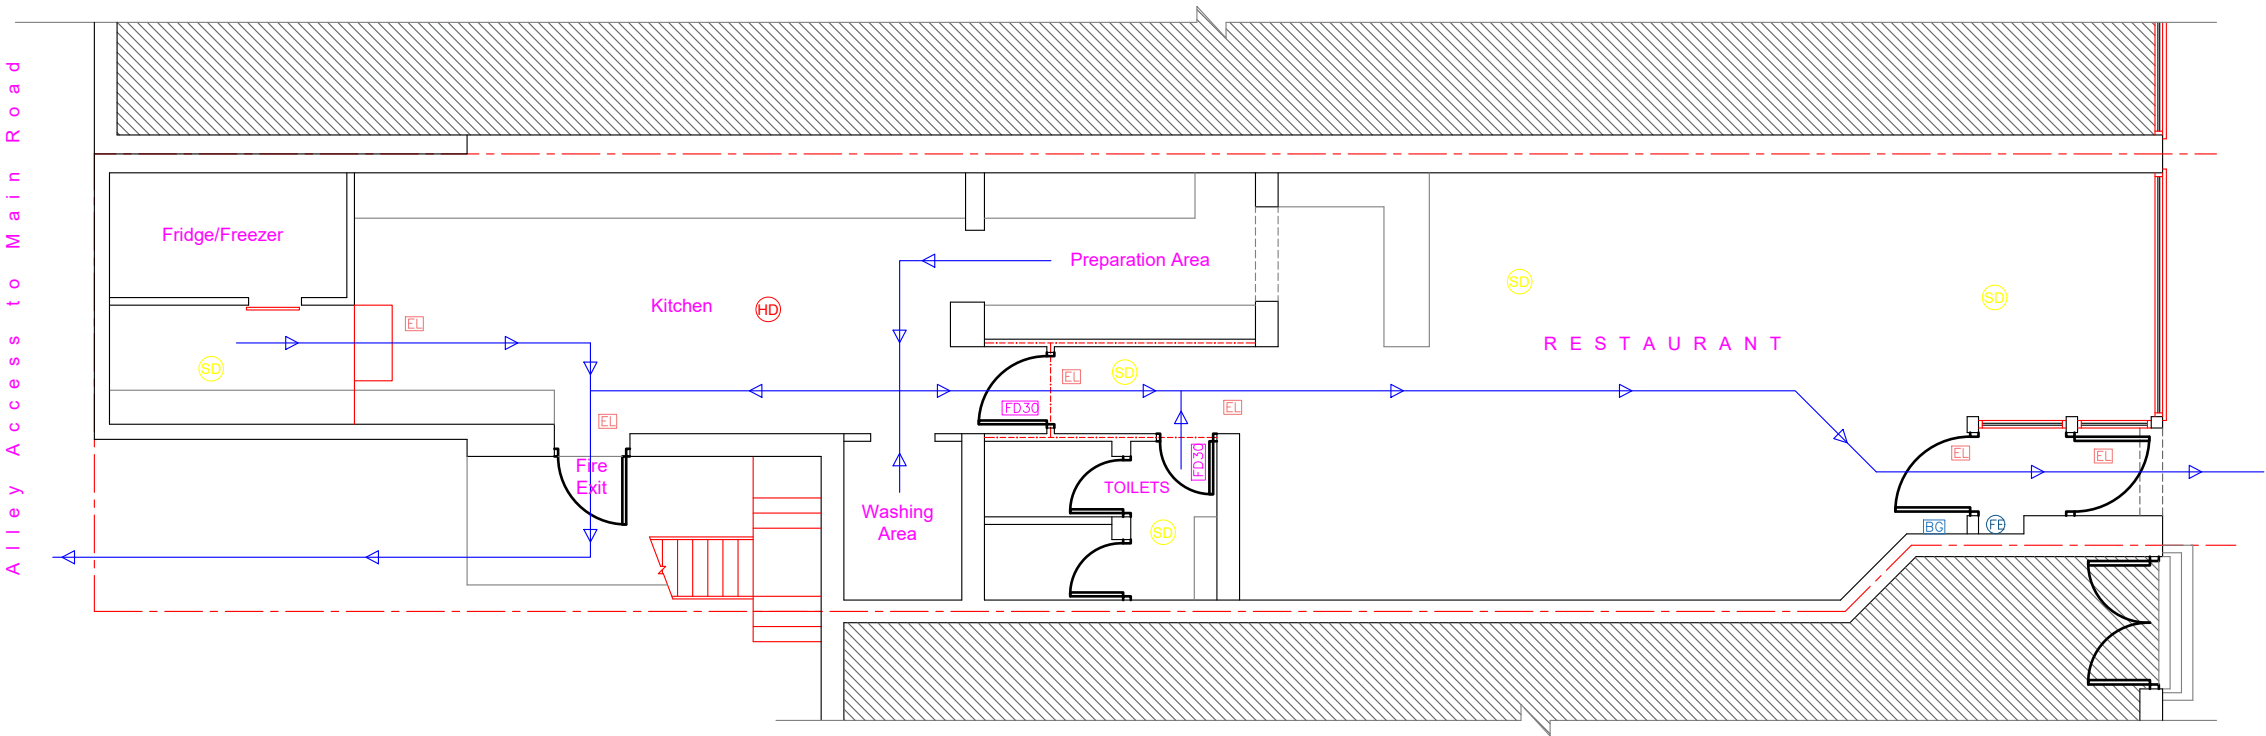 Alley Access to Main Road
Fridge/Freezer
Preparation Area
SD
SD
Kitchen
HD
EL
RESTAURANT
SD
EL
SD
FD30
EL
EL
Fire
Exit
FD30
EL
EL
TOILETS
Washing
Area
SD
BG
FE